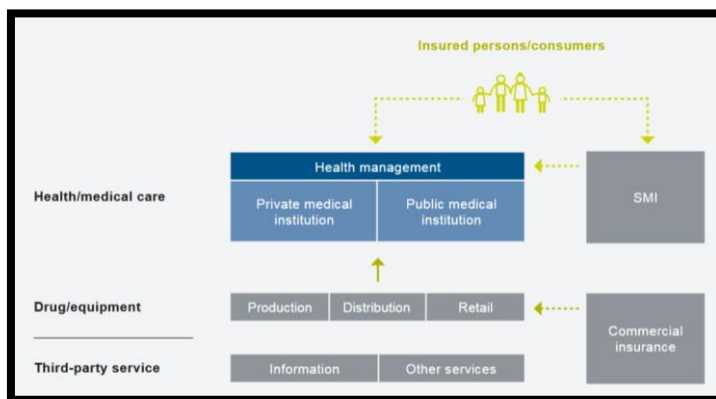 Insured persons/consumers
Health management
Health/medical care
Private medical
institution
Public medical
institution
SMI
Drug/equipment
Production
Distribution
Retail
Commercial
insurance
Third-party service
Information
Other services